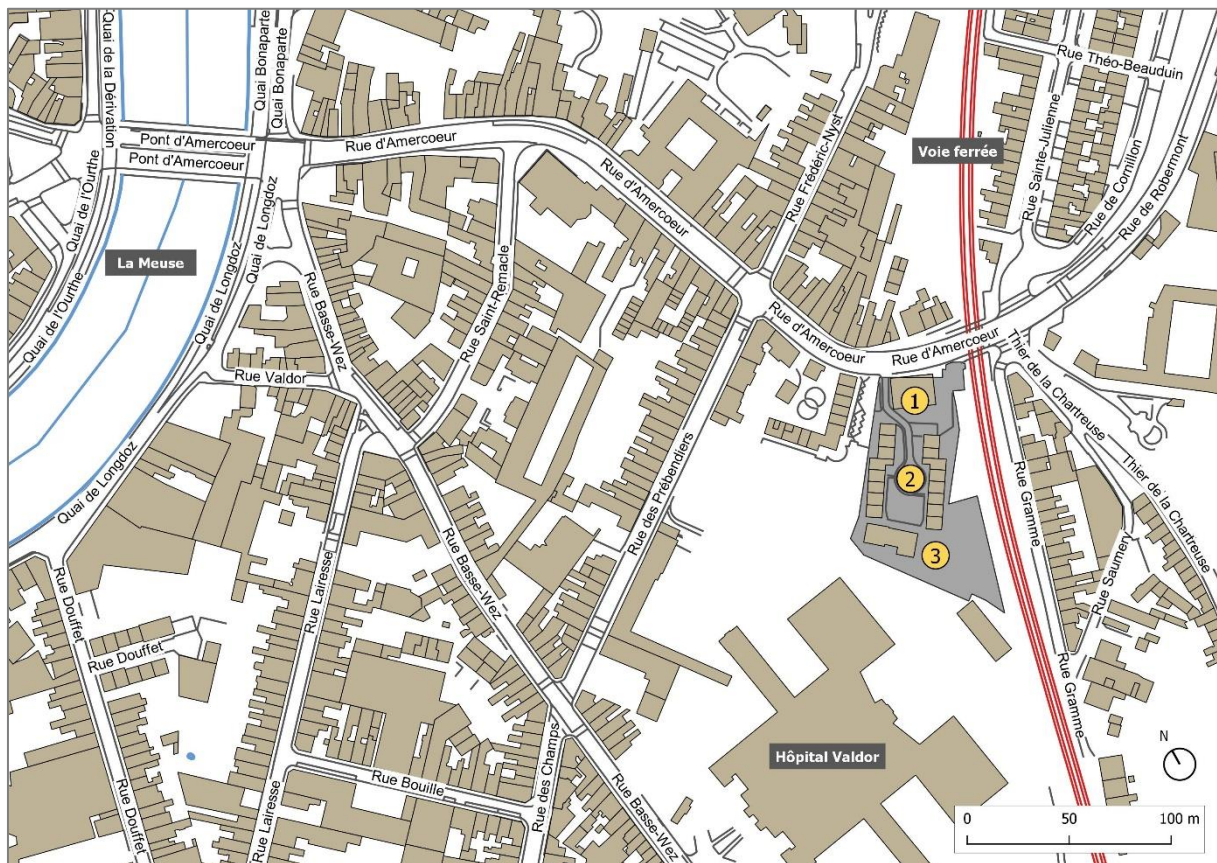 Quai de la Dérivation
Quai Bonaparte
Quai Bonaparte
Pont d'Amercoeur
Pont d'Amercoeur
Rue d'Amercoeur
Rue d'Amercoeur
Rue Frédéric-Nyst
Voie ferrée
Rue Théo-Beauduin
Rue Sainte-Julienne
Rue de Cornillon
Rue de Robermont
Quai de l'Ourthe
Quai de l'Ourthe
La Meuse
Quai de Longdoz
Quai de Longdoz
Quai de Longdoz
Rue Basse-Wez
Rue Saint-Remacle
Rue Valdor
Rue d'Amercoeur
Rue d'Amercoeur
Thier de la Chartreuse
Thier de la Chartreuse
1
2
3
Rue des Prébendiers
Rue Gramme
Rue Saumery
Rue Lairesse
Rue Basse-Wez
Rue Douffet
Rue Douffet
Rue Gramme
Hôpital Valdor
Rue Bouille
Rue des Champs
Rue Douffet
Rue Lairesse
Rue Basse-Wez
N
0 50 100 m